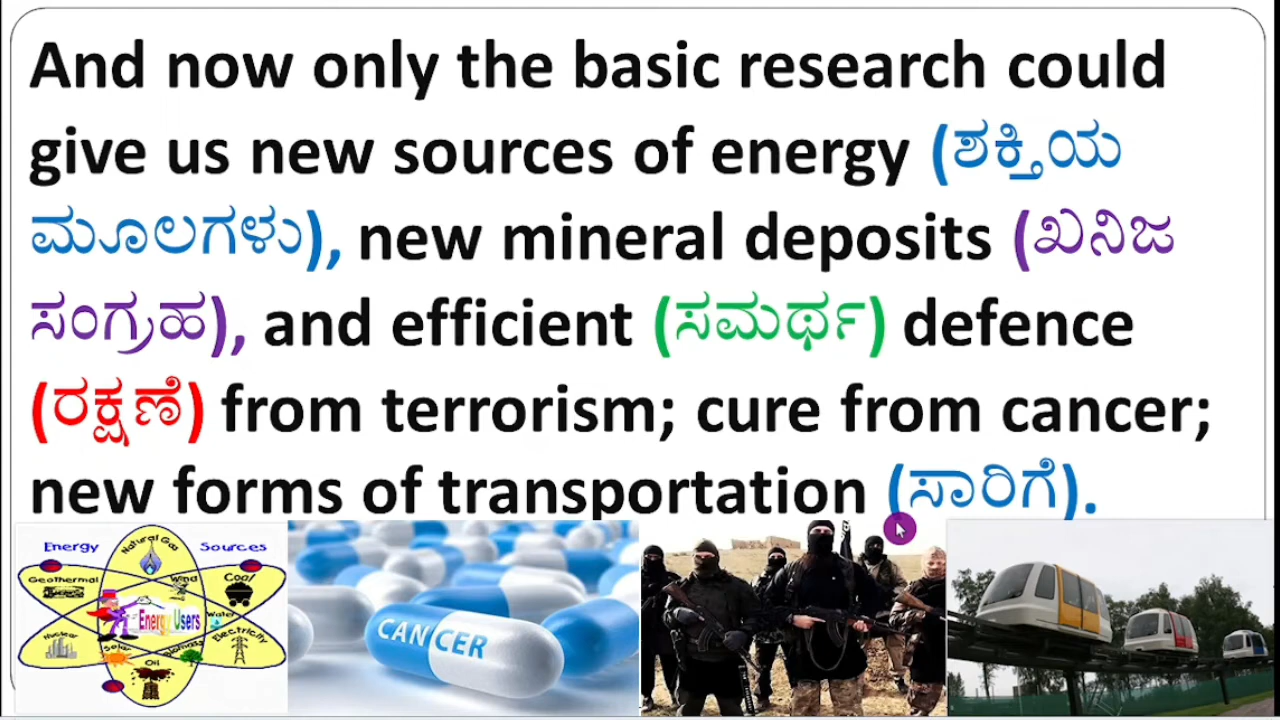 And now only the basic research could
give us new sources of energy (ಶಕ್ತಿಯ
ಮೂಲಗಳು), new mineral deposits (ಖನಿಜ
ಸಂಗ್ರಹ), and efficient (ಸಮರ್ಥ) defence
(ರಕ್ಷಣೆ) from terrorism; cure from cancer;
new forms of transportation (ಸಾರಿಗೆ).
Energy Sources
Natural Gas
Geothermal
Wind
Coal
Energy Users
Water
Nuclear
Solar
Biomass
Electricity
Oil
CANCER